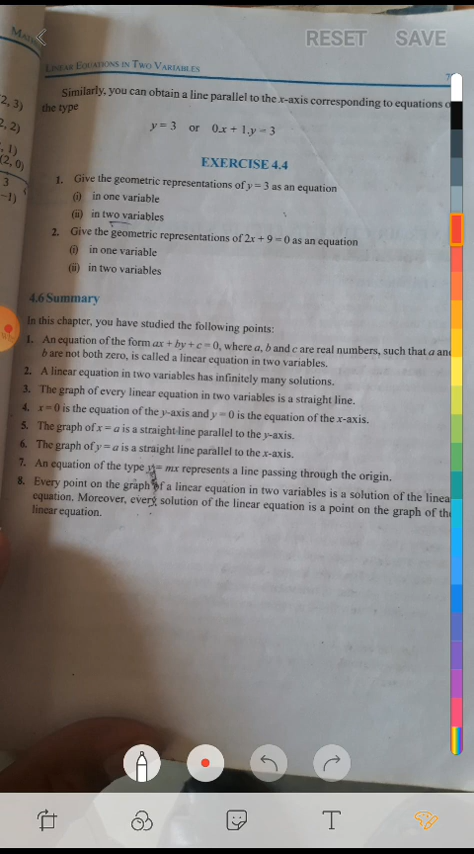 RESET SAVE
LINEAR EQUATIONS IN TWO VARIABLES
Similarly, you can obtain a line parallel to the x-axis corresponding to equations
the type
y = 3 or 0.x + 1.y = 3
EXERCISE 4.4
1. Give the geometric representations of y = 3 as an equation
(i) in one variable
(ii) in two variables
2. Give the geometric representations of 2x + 9 = 0 as an equation
(i) in one variable
(ii) in two variables
4.6 Summary
In this chapter, you have studied the following points:
1. An equation of the form ax + by + c = 0, where a, b and c are real numbers, such that a and
b are not both zero, is called a linear equation in two variables.
2. A linear equation in two variables has infinitely many solutions.
3. The graph of every linear equation in two variables is a straight line.
4. x = 0 is the equation of the y-axis and y = 0 is the equation of the x-axis.
5. The graph of x = a is a straight line parallel to the y-axis.
6. The graph of y = a is a straight line parallel to the x-axis.
7. An equation of the type y = mx represents a line passing through the origin.
8. Every point on the graph of a linear equation in two variables is a solution of the linea
equation. Moreover, every solution of the linear equation is a point on the graph of th
linear equation.
2, 3)
2, 2)
, 1)
(2, 0)
3
-1)
T